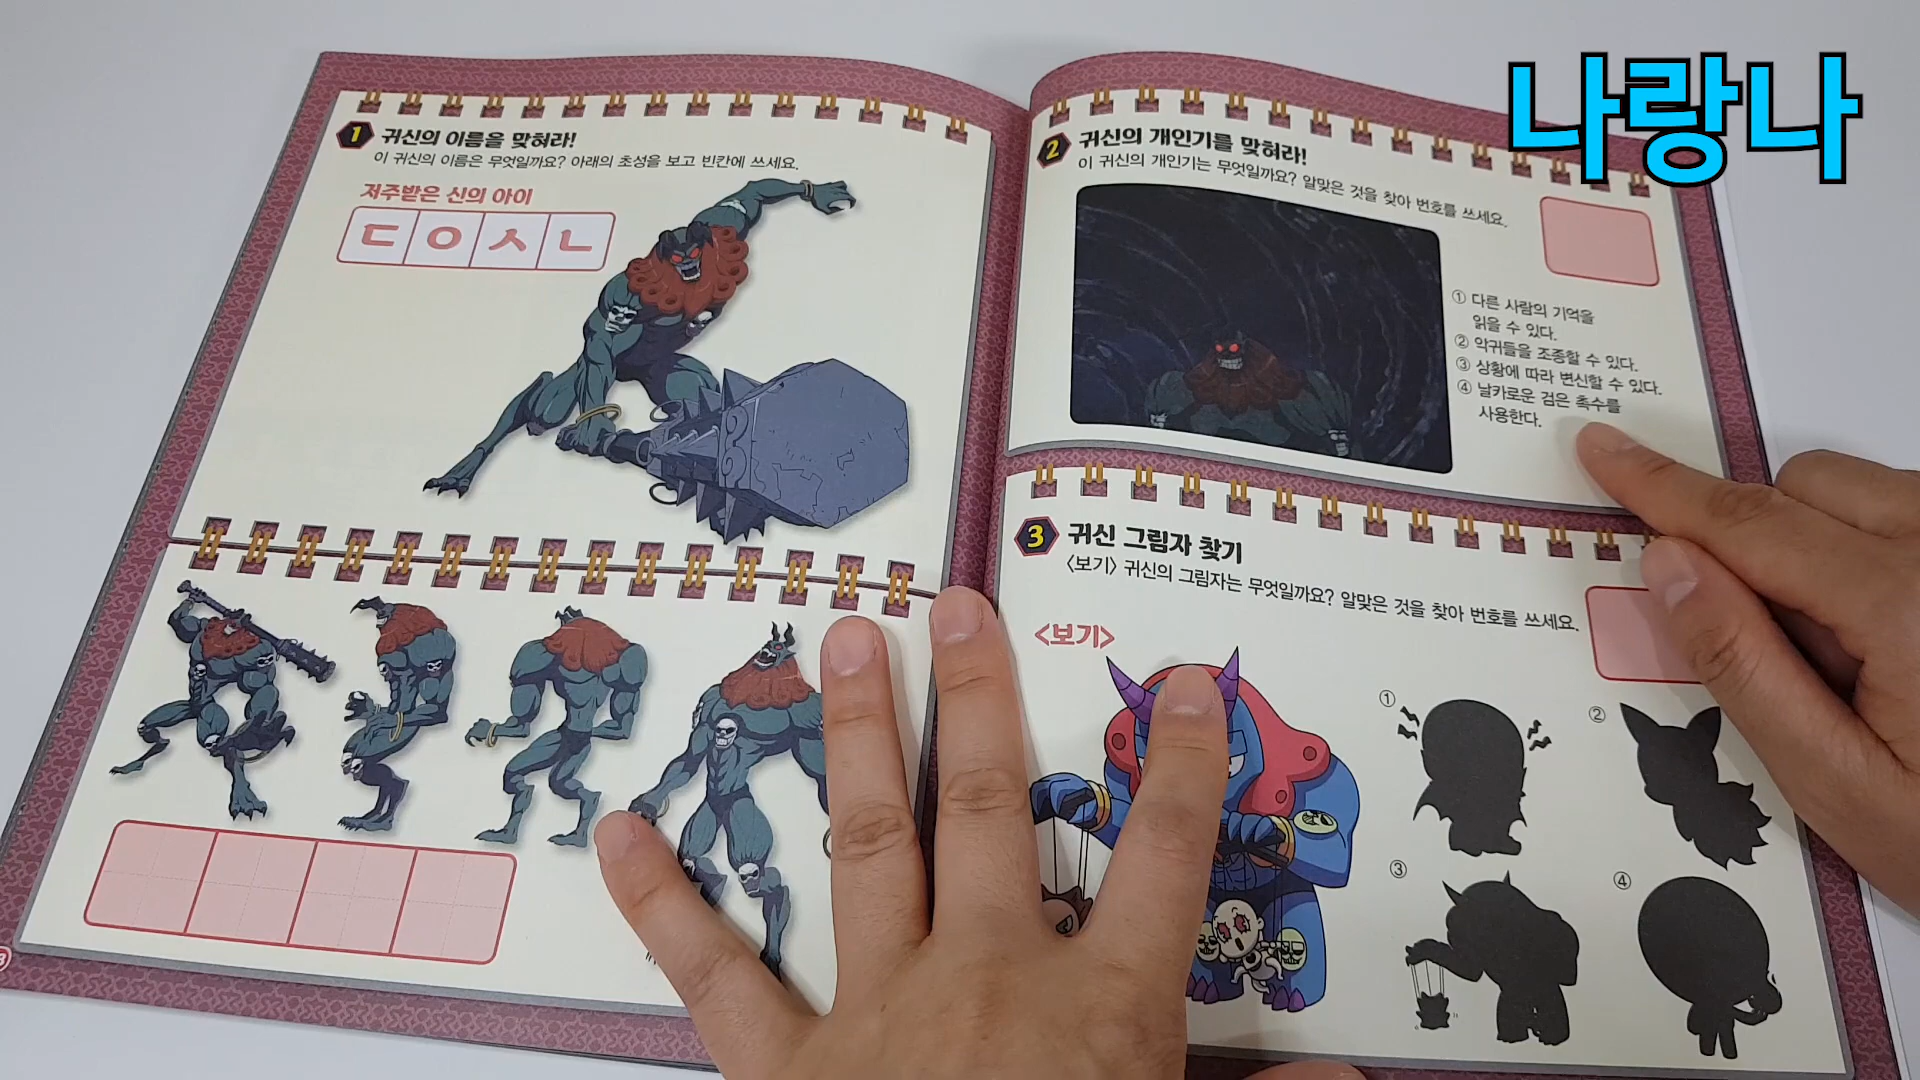 나랑나
1 귀신의 이름을 맞혀라!
이 귀신의 이름은 무엇일까요? 아래의 초성을 보고 빈칸에 쓰세요.
저주받은 신의 아이
ㄷ ㅇ ㅅ ㄴ
2 귀신의 개인기를 맞혀라!
이 귀신의 개인기는 무엇일까요? 알맞은 것을 찾아 번호를 쓰세요.
① 다른 사람의 기억을
읽을 수 있다.
② 악귀들을 조종할 수 있다.
③ 상황에 따라 변신할 수 있다.
④ 날카로운 검은 촉수를
사용한다.
3 귀신 그림자 찾기
<보기> 귀신의 그림자는 무엇일까요? 알맞은 것을 찾아 번호를 쓰세요.
<보기>
①
②
③
④